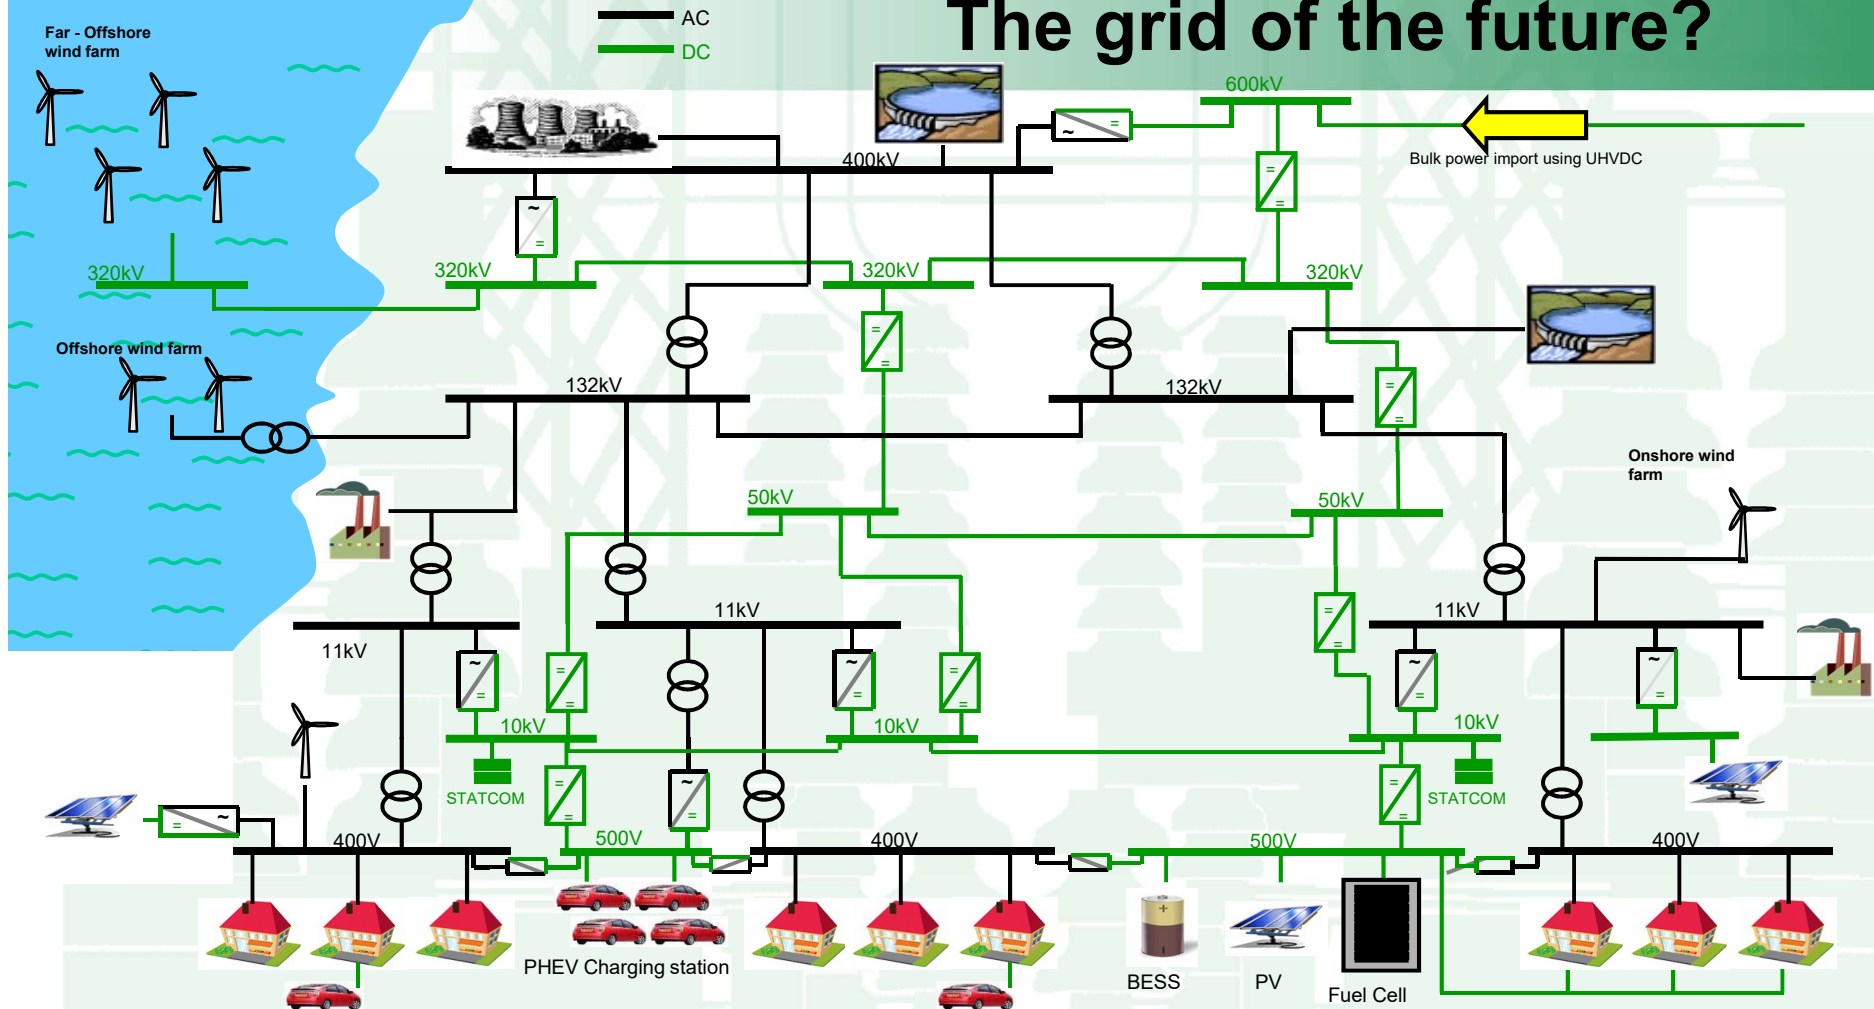 The grid of the future?
AC
DC
Far - Offshore
wind farm
600kV
400kV
Bulk power import using UHVDC
~
=
=
=
~
=
320kV
320kV
320kV
320kV
=
=
Offshore wind farm
132kV
132kV
=
=
Onshore wind
farm
50kV
50kV
11kV
11kV
11kV
=
=
~
=
=
=
~
=
=
=
~
=
~
=
10kV
10kV
10kV
STATCOM
STATCOM
=
=
~
=
=
=
=
~
400V
500V
400V
500V
400V
+
PHEV Charging station
BESS
PV
Fuel Cell